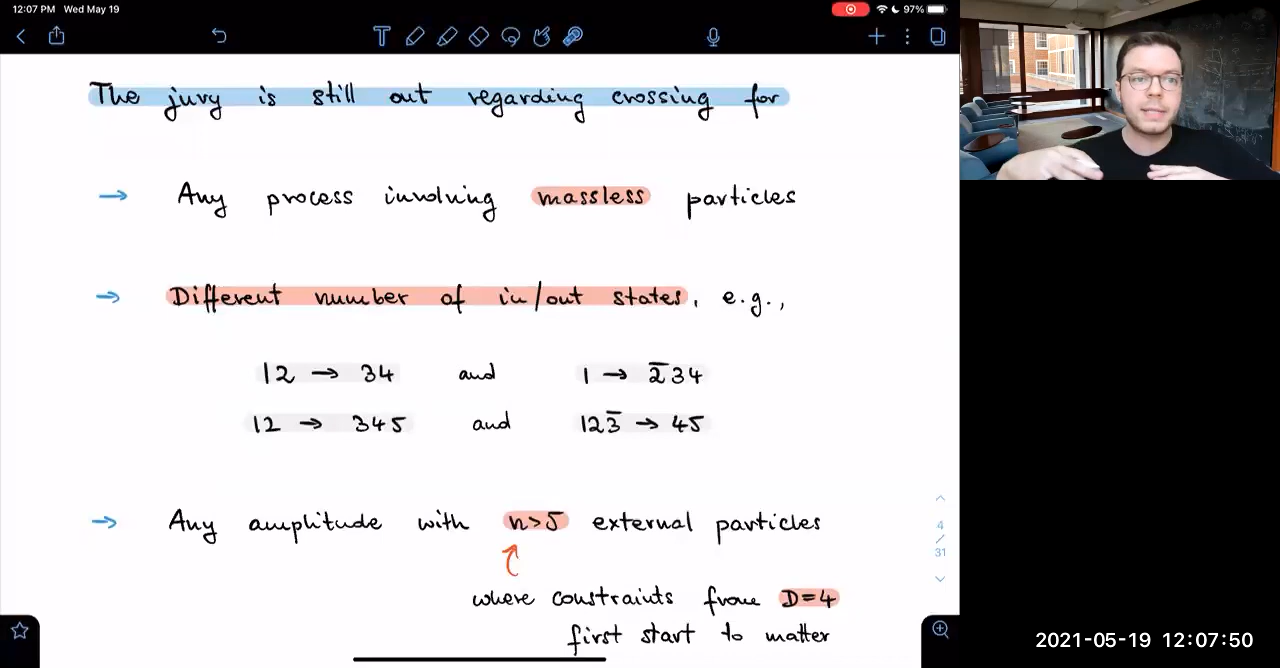 12:07 PM Wed May 19
97%
The jury is still out regarding crossing for
→ Any process involving massless particles
→ Different number of in/out states, e.g.,
12 → 34 and 1 → 2̅34
12 → 345 and 123̅ → 45
→ Any amplitude with n>5 external particles
where constraints from D=4
first start to matter
4
/
31
2021-05-19 12:07:50